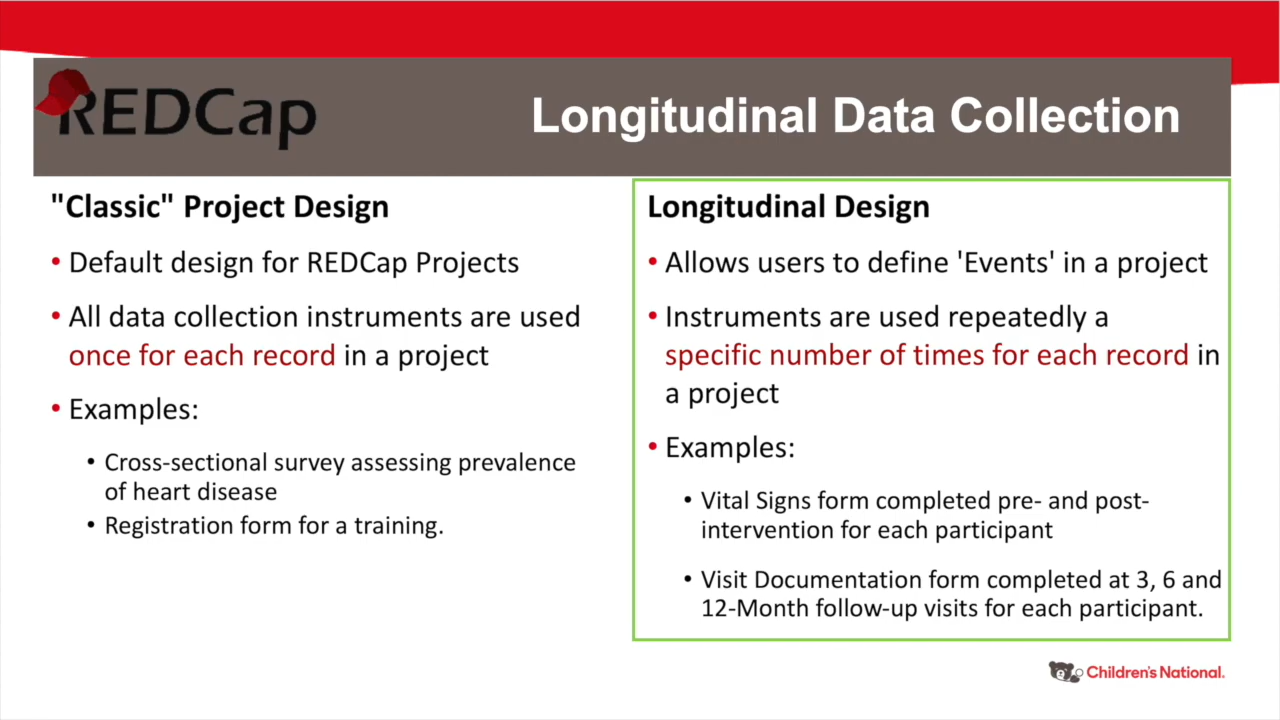 REDCap
Longitudinal Data Collection
"Classic" Project Design
• Default design for REDCap Projects
• All data collection instruments are used
once for each record in a project
• Examples:
• Cross-sectional survey assessing prevalence
of heart disease
• Registration form for a training.
Longitudinal Design
• Allows users to define 'Events' in a project
• Instruments are used repeatedly a
specific number of times for each record in
a project
• Examples:
• Vital Signs form completed pre- and post-
intervention for each participant
• Visit Documentation form completed at 3, 6 and
12-Month follow-up visits for each participant.
Children's National.